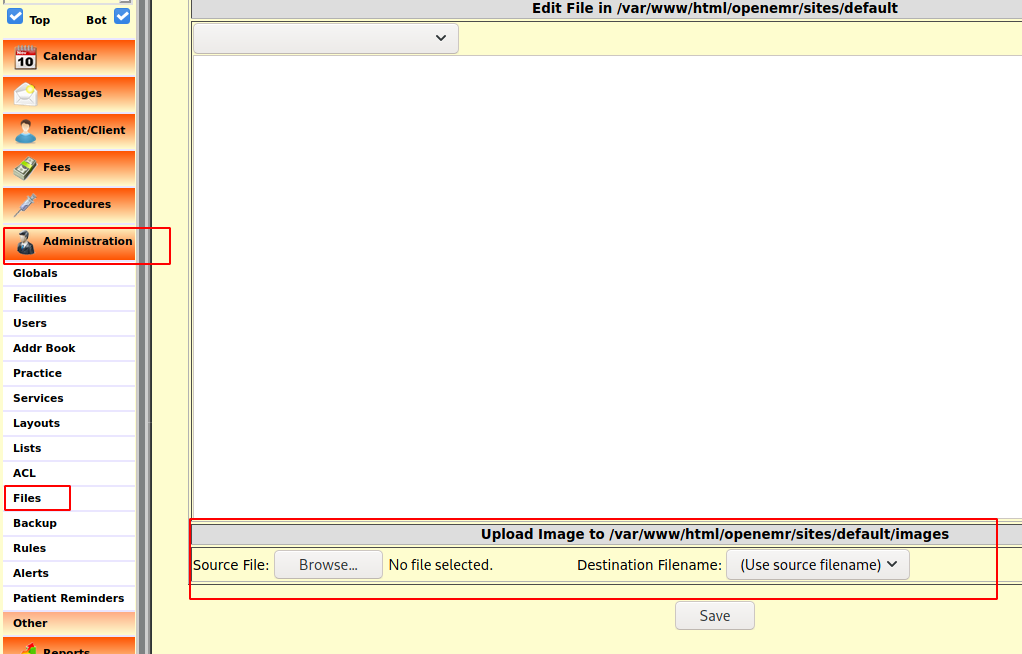 Top Bot
Nov
10
Calendar
Messages
Patient/Client
Fees
Procedures
Administration
Globals
Facilities
Users
Addr Book
Practice
Services
Layouts
Lists
ACL
Files
Backup
Rules
Alerts
Patient Reminders
Other
Reports
Edit File in /var/www/html/openemr/sites/default
Upload Image to /var/www/html/openemr/sites/default/images
Source File: Browse... No file selected. Destination Filename: (Use source filename)
Save